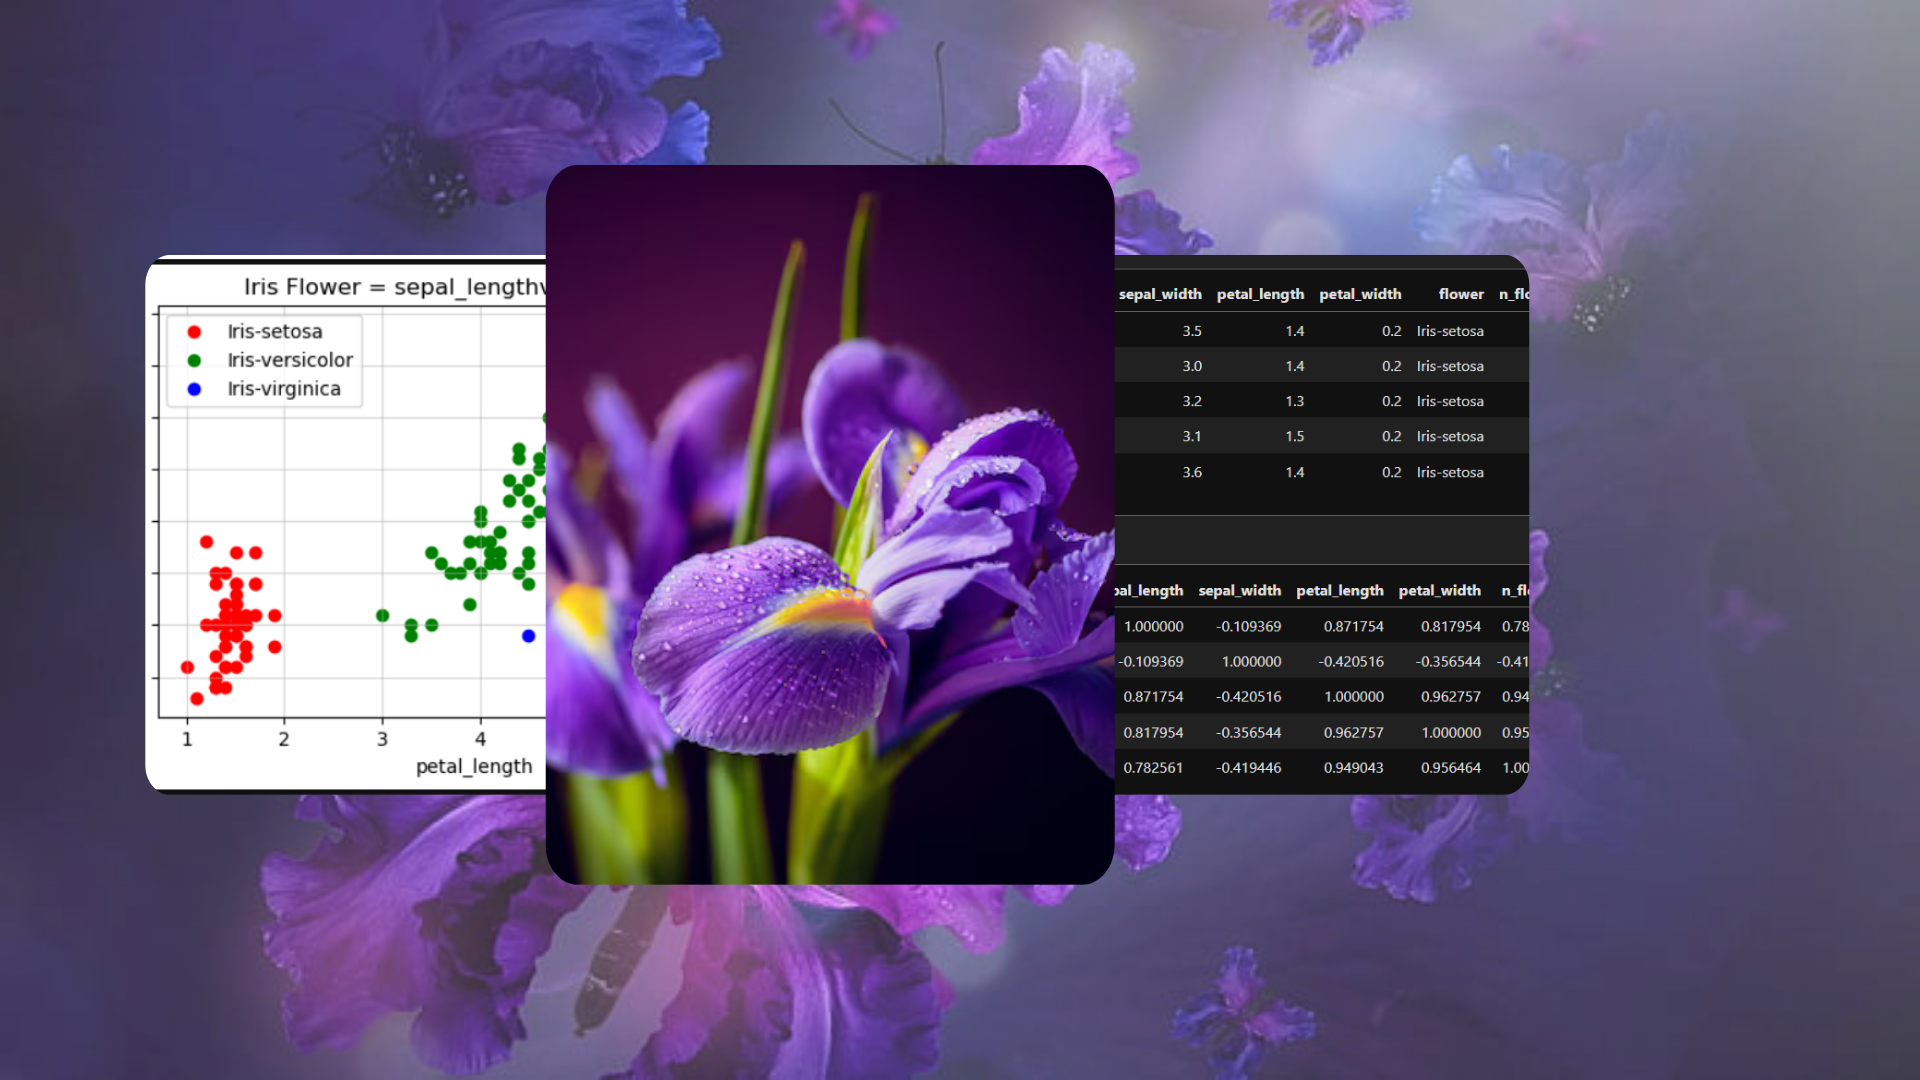 Iris Flower = sepal_lengthv
Iris-setosa
Iris-versicolor
Iris-virginica
1 2 3 4
petal_length
sepal_width petal_length petal_width flower n_flo
3.5 1.4 0.2 Iris-setosa
3.0 1.4 0.2 Iris-setosa
3.2 1.3 0.2 Iris-setosa
3.1 1.5 0.2 Iris-setosa
3.6 1.4 0.2 Iris-setosa
pal_length sepal_width petal_length petal_width n_fl
1.000000 -0.109369 0.871754 0.817954 0.78
-0.109369 1.000000 -0.420516 -0.356544 -0.41
0.871754 -0.420516 1.000000 0.962757 0.94
0.817954 -0.356544 0.962757 1.000000 0.95
0.782561 -0.419446 0.949043 0.956464 1.00